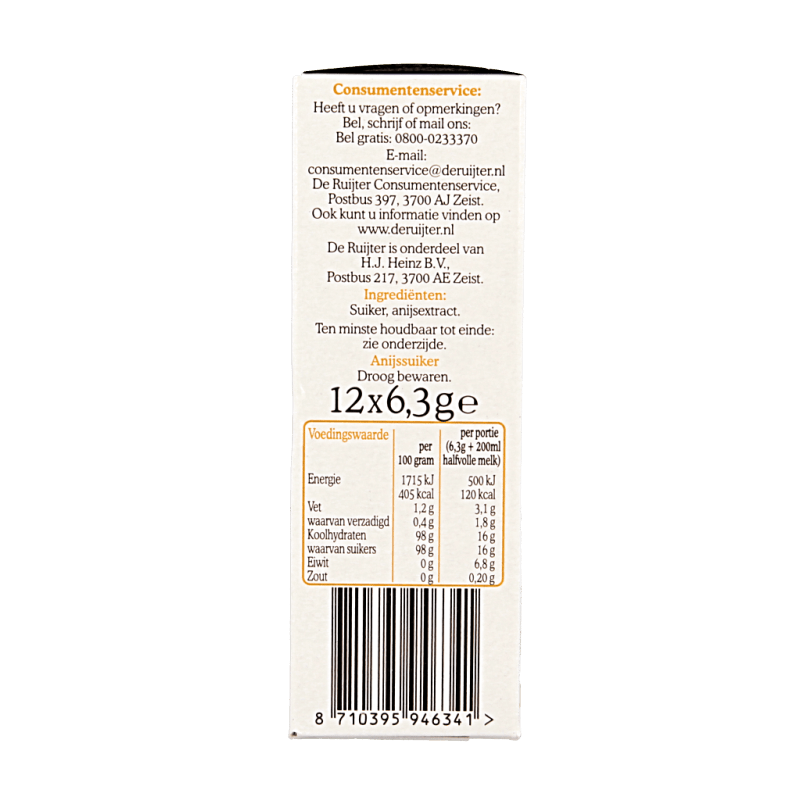 Consumentenservice:
Heeft u vragen of opmerkingen?
Bel, schrijf of mail ons:
Bel gratis: 0800-0233370
E-mail:
consumentenservice@deruijter.nl
De Ruijter Consumentenservice,
Postbus 397, 3700 AJ Zeist.
Ook kunt u informatie vinden op
www.deruijter.nl
De Ruijter is onderdeel van
H.J. Heinz B.V.,
Postbus 217, 3700 AE Zeist.
Ingrediënten:
Suiker, anijsextract.
Ten minste houdbaar tot einde:
zie onderzijde.
Anijssuiker
Droog bewaren.
12x6,3g℮
Voedingswaarde per 100 gram per portie (6,3g + 200ml halfvolle melk)
Energie 1715 kJ 500 kJ
405 kcal 120 kcal
Vet 1,2 g 3,1 g
waarvan verzadigd 0,4 g 1,8 g
Koolhydraten 98 g 16 g
waarvan suikers 98 g 16 g
Eiwit 0 g 6,8 g
Zout 0 g 0,20 g
8 710395 946341 >